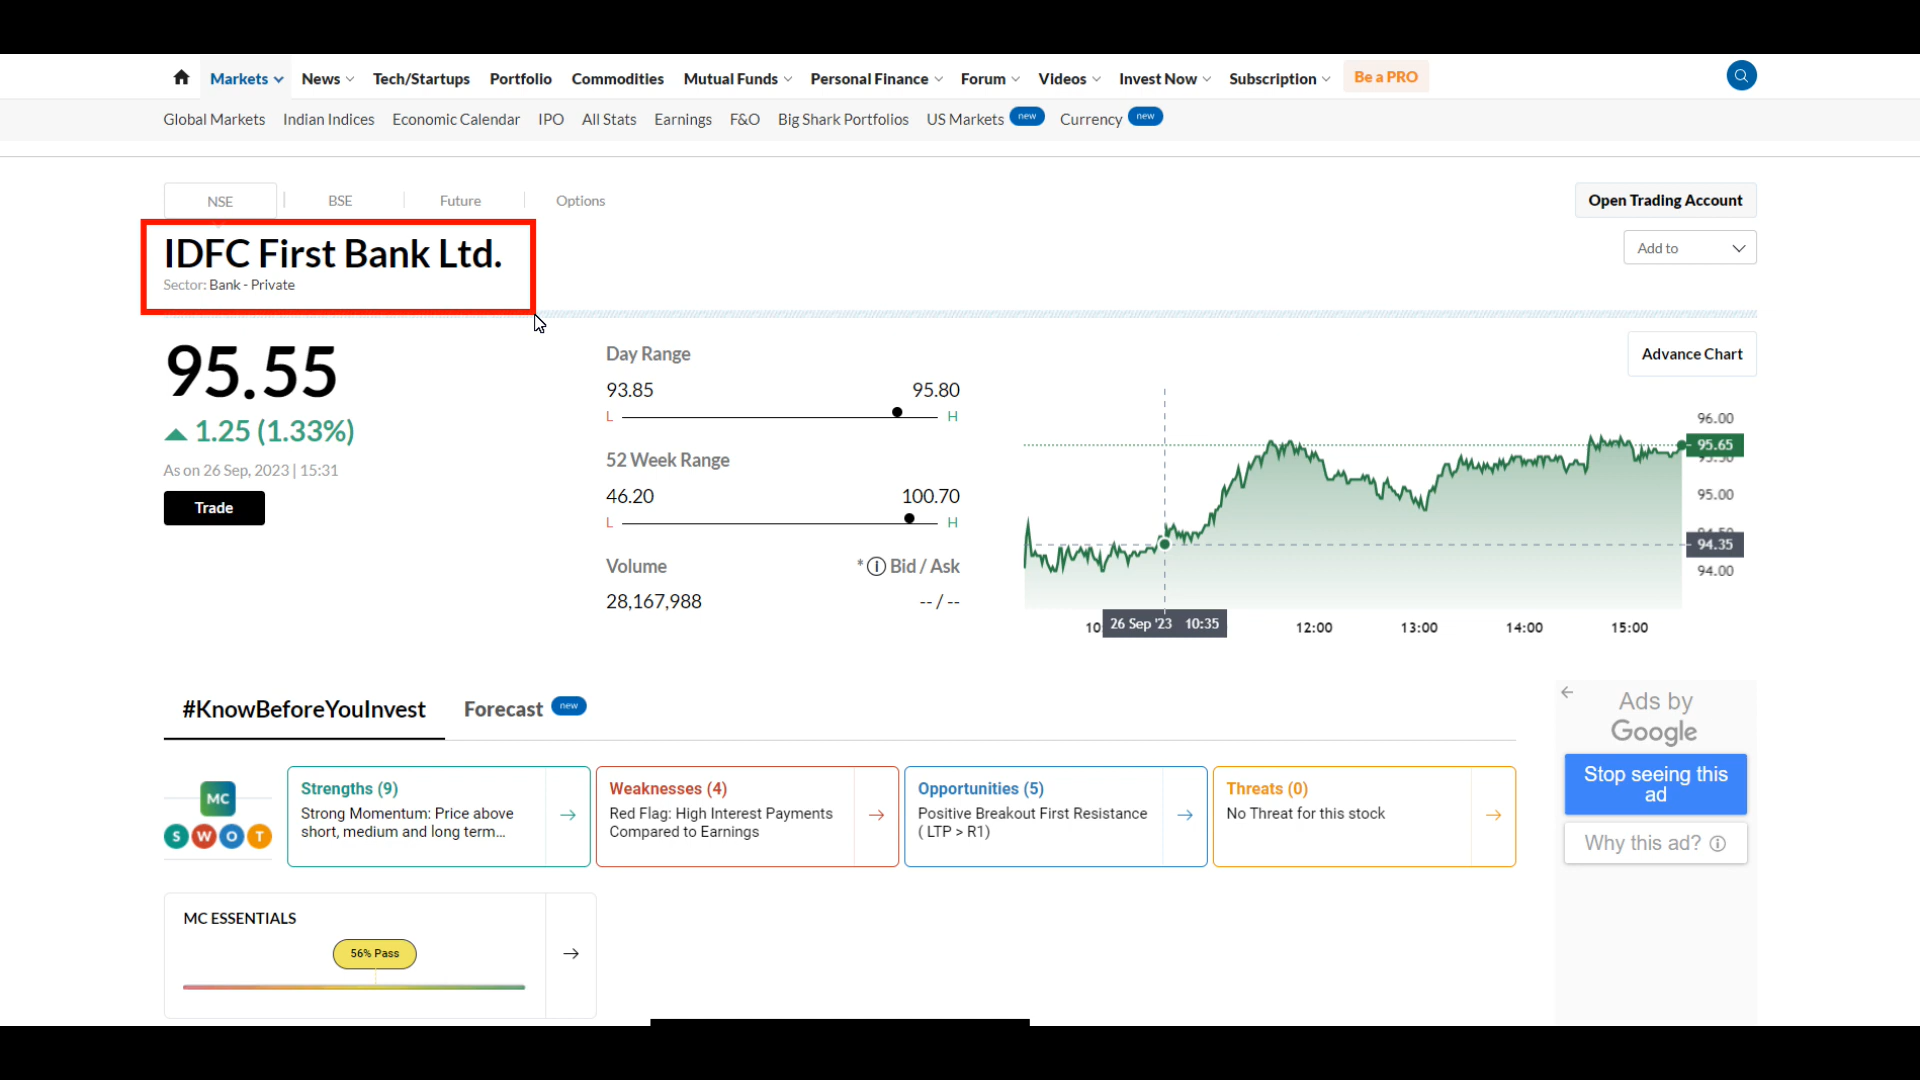 Markets News Tech/Startups Portfolio Commodities Mutual Funds Personal Finance Forum Videos Invest Now Subscription Be a PRO
Global Markets Indian Indices Economic Calendar IPO All Stats Earnings F&O Big Shark Portfolios US Markets new Currency new
NSE BSE Future Options
Open Trading Account
IDFC First Bank Ltd.
Sector: Bank - Private
Add to
95.55
1.25 (1.33%)
As on 26 Sep, 2023 | 15:31
Trade
Day Range
93.85 95.80
L H
52 Week Range
46.20 100.70
L H
Volume * Bid / Ask
28,167,988 -- / --
Advance Chart
96.00
95.65
95.00
94.35
94.00
10: 26 Sep '23 10:35 12:00 13:00 14:00 15:00
#KnowBeforeYouInvest Forecast new
MC
S W O T
Strengths (9)
Strong Momentum: Price above
short, medium and long term...
Weaknesses (4)
Red Flag: High Interest Payments
Compared to Earnings
Opportunities (5)
Positive Breakout First Resistance
( LTP > R1)
Threats (0)
No Threat for this stock
MC ESSENTIALS
56% Pass
Ads by
Google
Stop seeing this
ad
Why this ad?